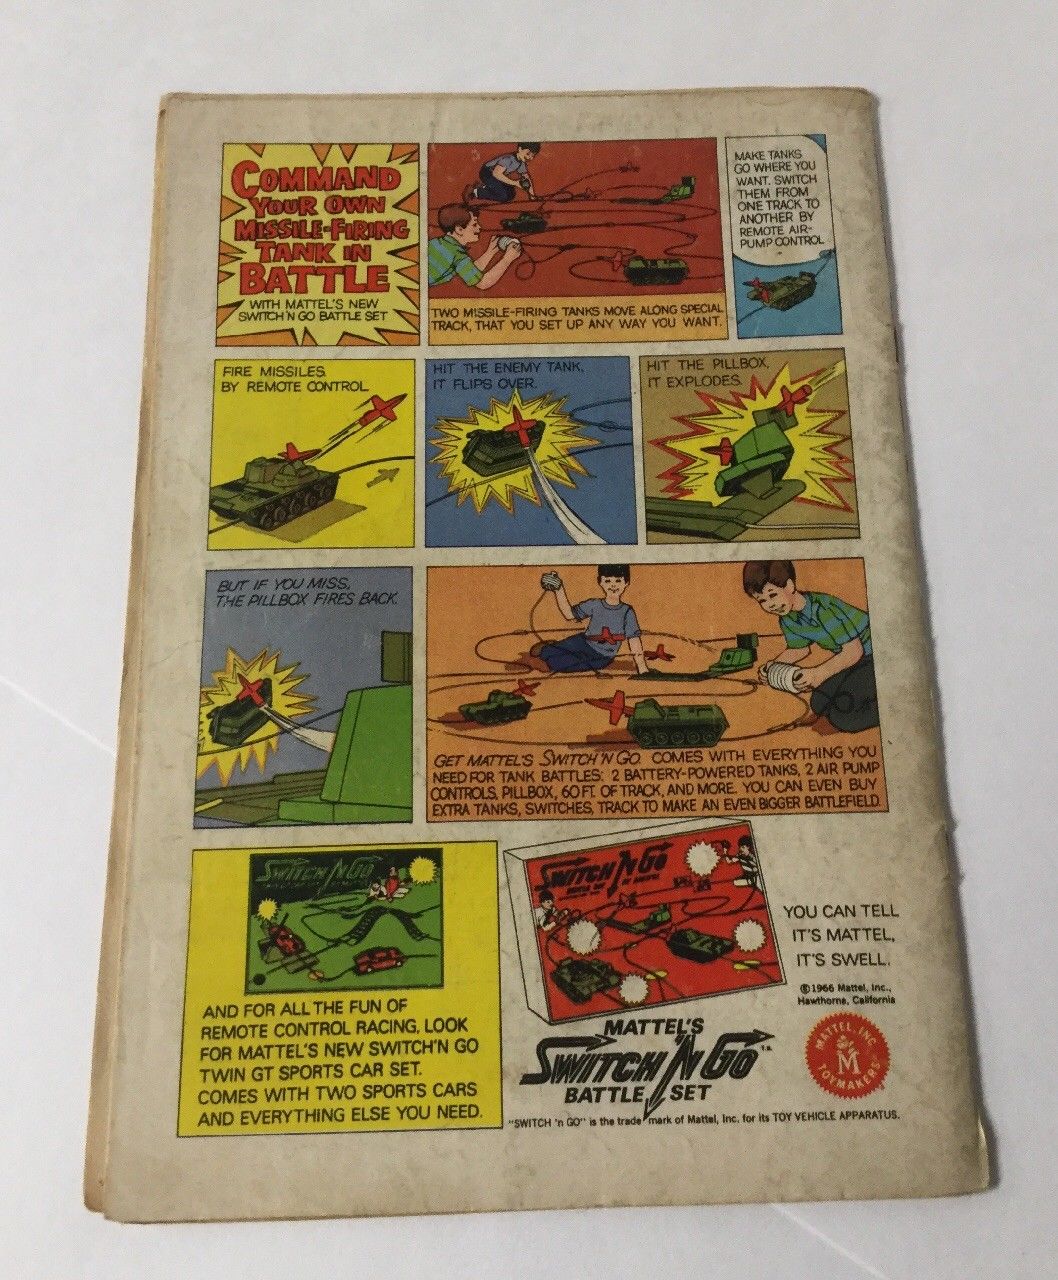 COMMAND
YOUR OWN
MISSILE-FIRING
TANK IN
BATTLE
WITH MATTEL'S NEW
SWITCH 'N GO BATTLE SET
TWO MISSILE-FIRING TANKS MOVE ALONG SPECIAL
TRACK, THAT YOU SET UP ANY WAY YOU WANT.
MAKE TANKS
GO WHERE YOU
WANT. SWITCH
THEM FROM
ONE TRACK TO
ANOTHER BY
REMOTE AIR-
PUMP CONTROL
FIRE MISSILES
BY REMOTE CONTROL
HIT THE ENEMY TANK,
IT FLIPS OVER.
HIT THE PILLBOX,
IT EXPLODES.
BUT IF YOU MISS,
THE PILLBOX FIRES BACK.
GET MATTEL'S SWITCH 'N GO. COMES WITH EVERYTHING YOU
NEED FOR TANK BATTLES: 2 BATTERY-POWERED TANKS, 2 AIR PUMP
CONTROLS, PILLBOX, 60 FT. OF TRACK, AND MORE. YOU CAN EVEN BUY
EXTRA TANKS, SWITCHES, TRACK TO MAKE AN EVEN BIGGER BATTLEFIELD.
SWITCH 'N GO
AND FOR ALL THE FUN OF
REMOTE CONTROL RACING, LOOK
FOR MATTEL'S NEW SWITCH 'N GO
TWIN GT SPORTS CAR SET.
COMES WITH TWO SPORTS CARS
AND EVERYTHING ELSE YOU NEED.
SWITCH 'N GO
YOU CAN TELL
IT'S MATTEL,
IT'S SWELL.
©1966 Mattel, Inc.,
Hawthorne, California
MATTEL'S
SWITCH 'N GO T.M.
BATTLE SET
MATTEL, INC.
M
TOYMAKERS
"SWITCH 'n GO" is the trade mark of Mattel, Inc. for its TOY VEHICLE APPARATUS.